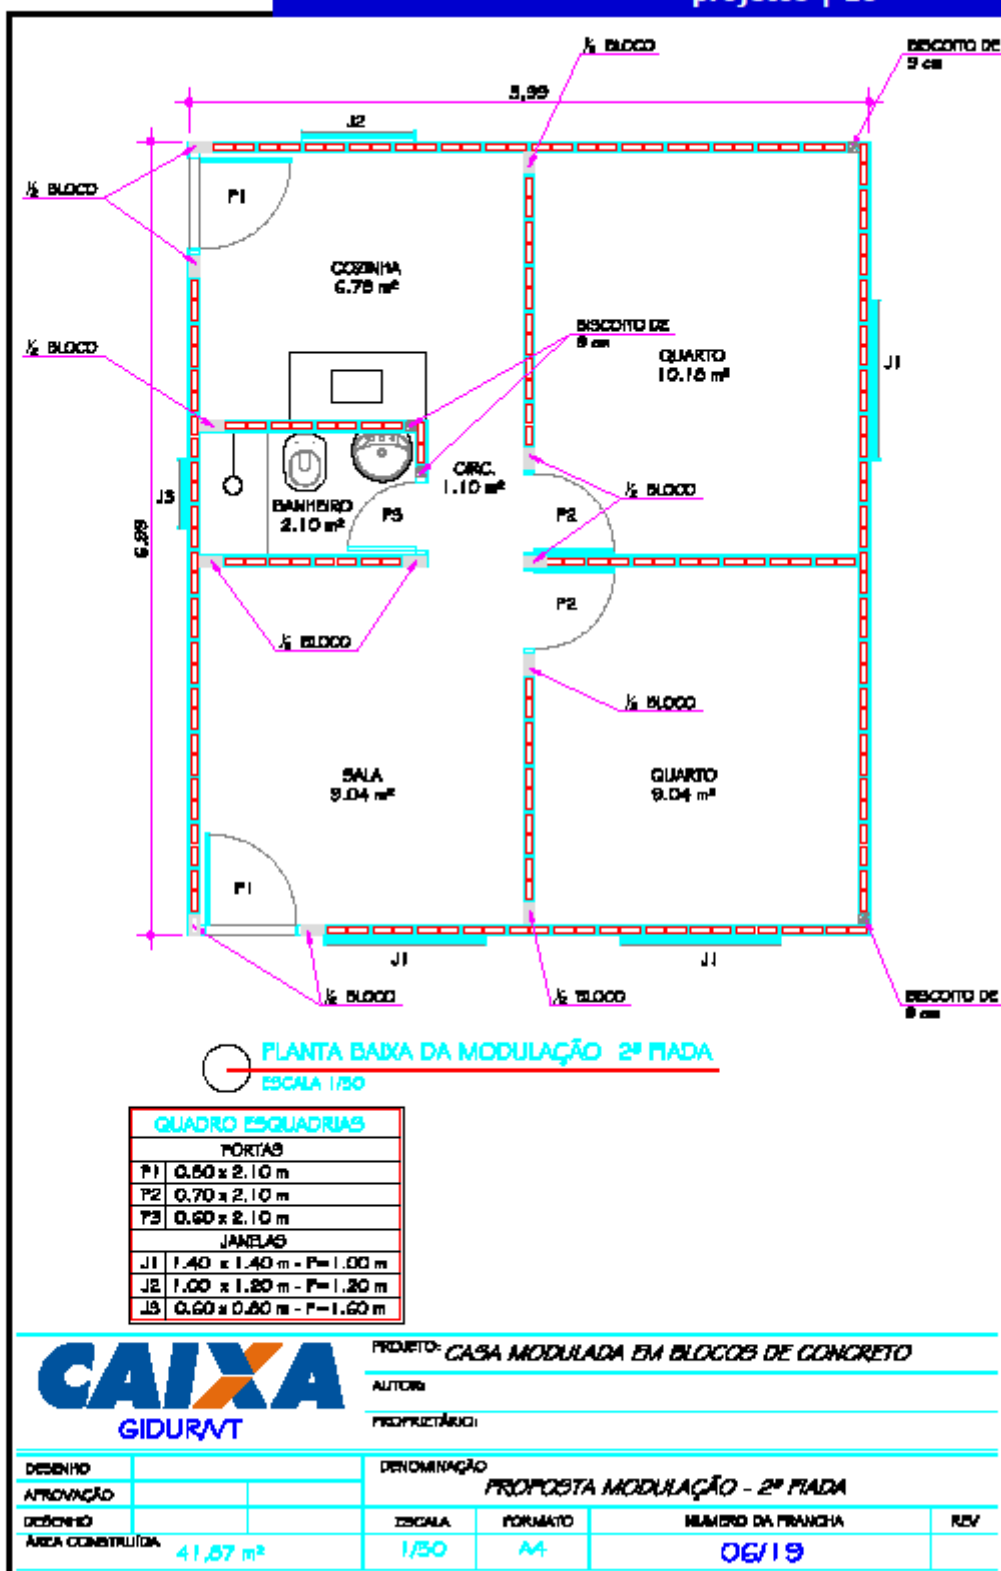 ½ BLOCO
BISCOITO DE
9 cm
5,99
J2
½ BLOCO
P1
COZINHA
6.78 m²
½ BLOCO
BISCOITO DE
9 cm
QUARTO
10.16 m²
J1
CIRC.
1.10 m²
½ BLOCO
J3
BANHEIRO
2.10 m²
P3
P2
6.99
P2
½ BLOCO
½ BLOCO
SALA
9.04 m²
QUARTO
9.04 m²
P1
J1
J1
½ BLOCO
½ BLOCO
BISCOITO DE
9 cm
PLANTA BAIXA DA MODULAÇÃO 2ª FIADA
ESCALA 1/50
QUADRO ESQUADRIAS
PORTAS
P1 0.80 x 2.10 m
P2 0.70 x 2.10 m
P3 0.60 x 2.10 m
JANELAS
J1 1.40 x 1.40 m - P=1.00 m
J2 1.00 x 1.20 m - P=1.20 m
J3 0.60 x 0.80 m - P=1.60 m
CAIXA
GIDUR/VT
PROJETO: CASA MODULADA EM BLOCOS DE CONCRETO
AUTOR:
PROPRIETÁRIO:
DESENHO
APROVAÇÃO
DESENHO
DENOMINAÇÃO
PROPOSTA MODULAÇÃO - 2ª FIADA
ÁREA CONSTRUÍDA 41,87 m²
ESCALA
1/50
FORMATO
A4
NUMERO DA PRANCHA
06/19
REV